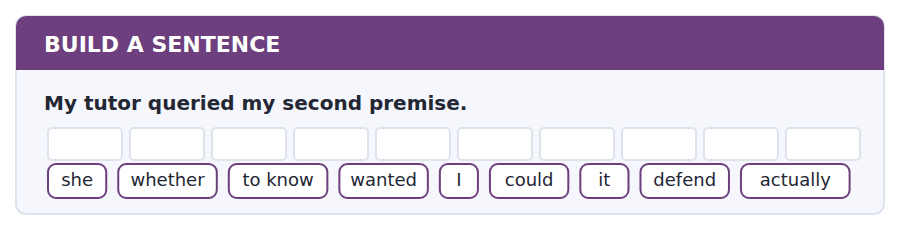 BUILD A SENTENCE
My tutor queried my second premise.
she whether to know wanted I could it defend actually